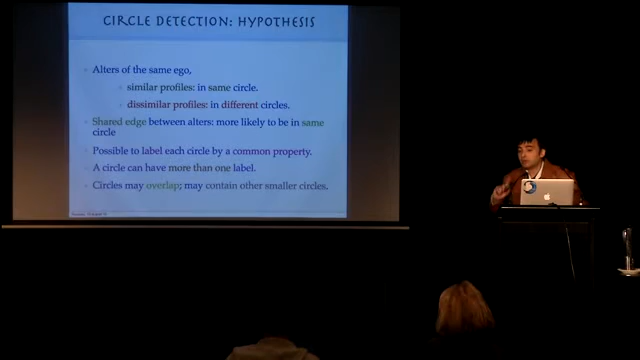 CIRCLE DETECTION: HYPOTHESIS
Alters of the same ego,
similar profiles: in same circle.
dissimilar profiles: in different circles.
Shared edge between alters: more likely to be in same
circle
Possible to label each circle by a common property.
A circle can have more than one label.
Circles may overlap; may contain other smaller circles.